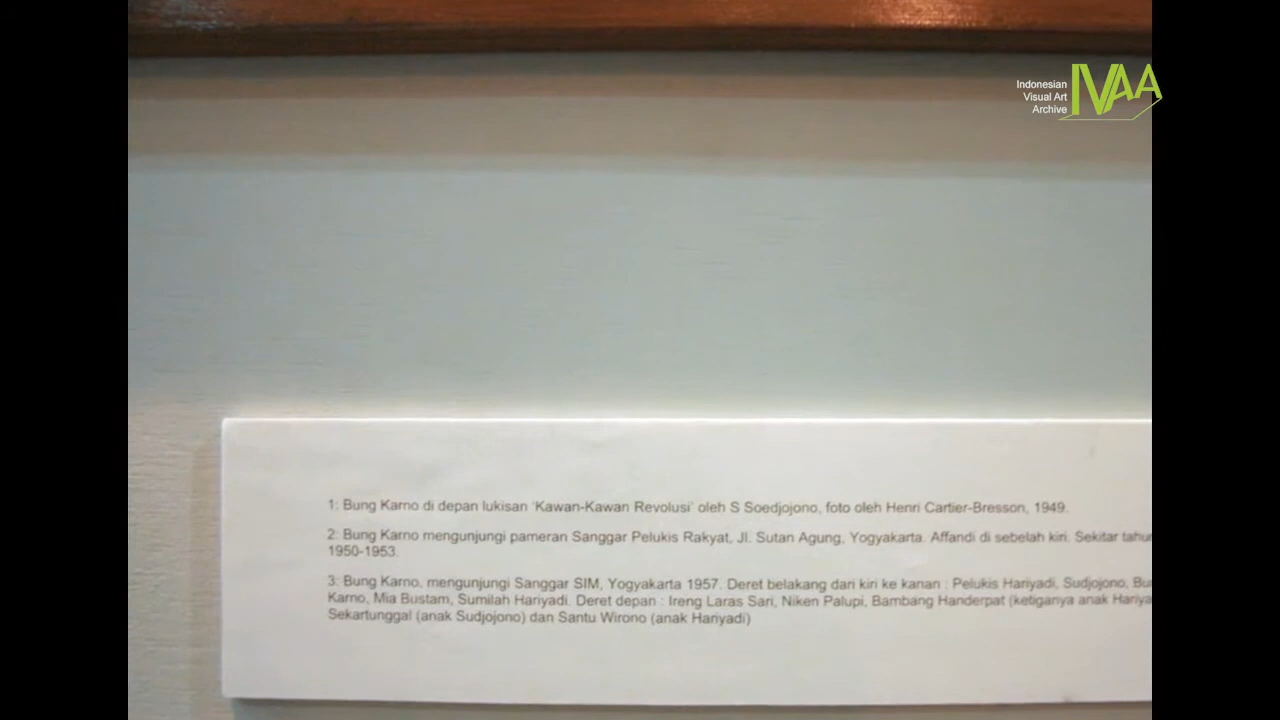 Indonesian
Visual Art
Archive
IVAA
1: Bung Karno di depan lukisan ‘Kawan-Kawan Revolusi’ oleh S Soedjojono, foto oleh Henri Cartier-Bresson, 1949.
2: Bung Karno mengunjungi pameran Sanggar Pelukis Rakyat, Jl. Sutan Agung, Yogyakarta. Affandi di sebelah kiri. Sekitar
1950-1953.
3: Bung Karno, mengunjungi Sanggar SIM, Yogyakarta 1957. Deret belakang dari kiri ke kanan : Pelukis Hariyadi, Sudjojono,
Karno, Mia Bustam, Sumilah Hariyadi. Deret depan : Ireng Laras Sari, Niken Palupi, Bambang Handerpat (ketiganya anak
Sekartunggal (anak Sudjojono) dan Santu Wirono (anak Hariyadi)